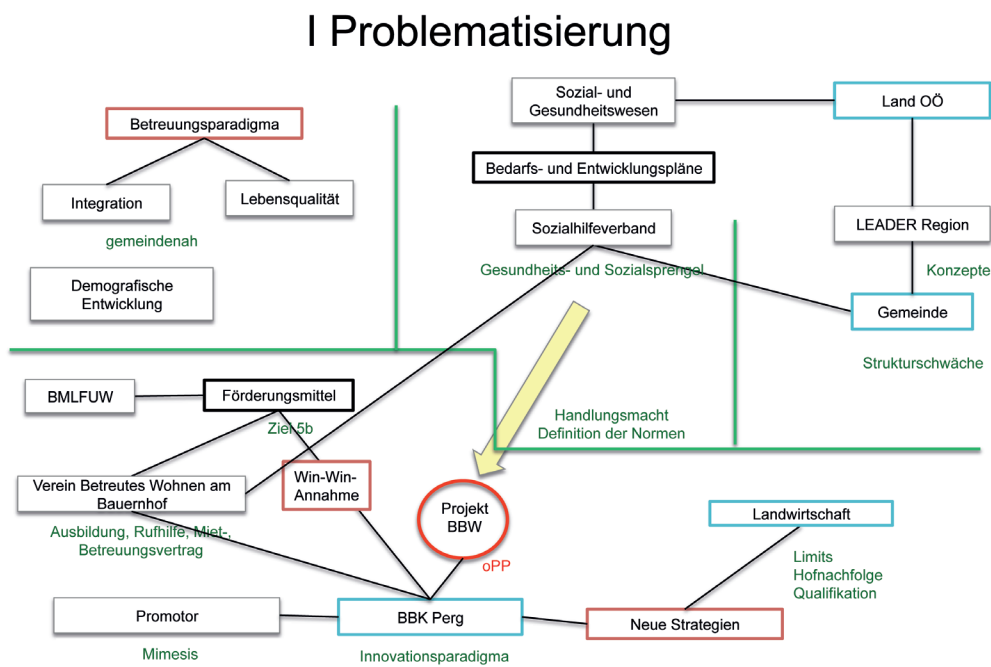 I Problematisierung
Betreuungsparadigma
Integration
Lebensqualität
gemeindenah
Demografische
Entwicklung
Sozial- und
Gesundheitswesen
Land OÖ
Bedarfs- und Entwicklungspläne
Sozialhilfeverband
LEADER Region
Gesundheits- und Sozialsprengel
Konzepte
Gemeinde
Strukturschwäche
Handlungsmacht
Definition der Normen
BMLFUW
Förderungsmittel
Ziel 5b
Verein Betreutes Wohnen am
Bauernhof
Win-Win-
Annahme
Ausbildung, Rufhilfe, Miet-,
Betreuungsvertrag
Projekt
BBW
oPP
Landwirtschaft
Limits
Hofnachfolge
Qualifikation
Promotor
BBK Perg
Neue Strategien
Mimesis
Innovationsparadigma